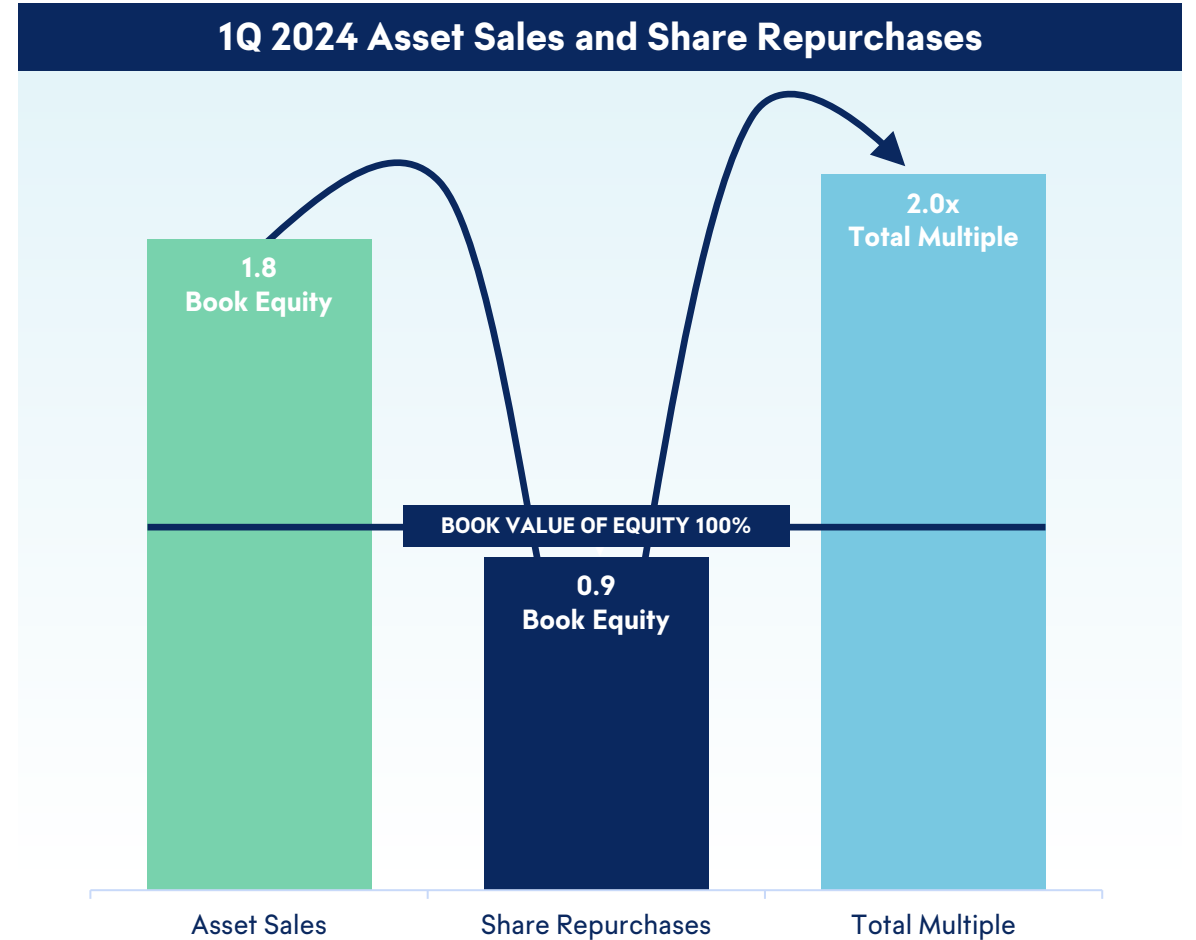 1Q 2024 Asset Sales and Share Repurchases
2.0x
Total Multiple
1.8
Book Equity
BOOK VALUE OF EQUITY 100%
0.9
Book Equity
Asset Sales
Share Repurchases
Total Multiple